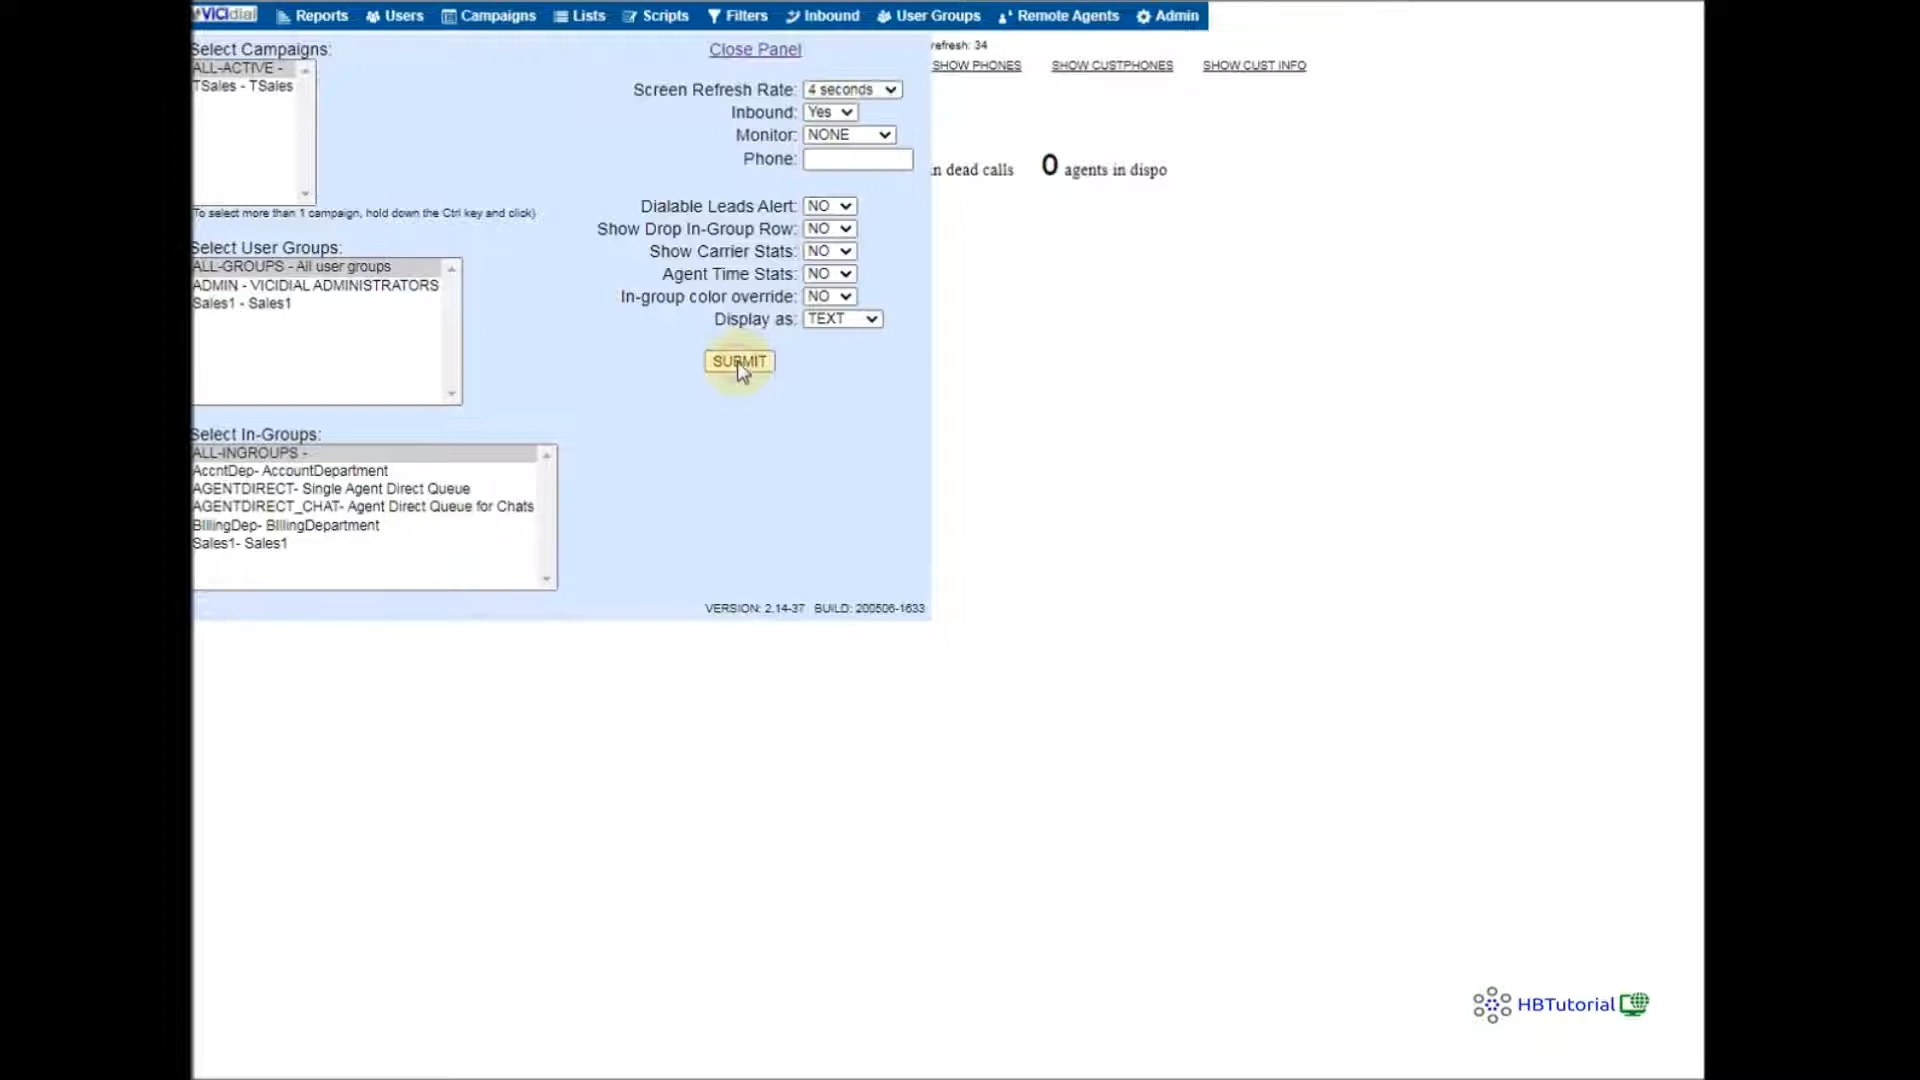 VICIdial Reports Users Campaigns Lists Scripts Filters Inbound User Groups Remote Agents Admin
Select Campaigns:
ALL-ACTIVE -
TSales - TSales
To select more than 1 campaign, hold down the Ctrl key and click)
Select User Groups:
ALL-GROUPS - All user groups
ADMIN - VICIDIAL ADMINISTRATORS
Sales1 - Sales1
Select In-Groups:
ALL-INGROUPS -
AccntDep- AccountDepartment
AGENTDIRECT- Single Agent Direct Queue
AGENTDIRECT_CHAT- Agent Direct Queue for Chats
BIllingDep- BIllingDepartment
Sales1- Sales1
Close Panel
Screen Refresh Rate: 4 seconds
Inbound: Yes
Monitor: NONE
Phone:
Dialable Leads Alert: NO
Show Drop In-Group Row: NO
Show Carrier Stats: NO
Agent Time Stats: NO
In-group color override: NO
Display as: TEXT
SUBMIT
VERSION: 2.14-37 BUILD: 200506-1633
refresh: 34
SHOW PHONES SHOW CUSTPHONES SHOW CUST INFO
in dead calls 0 agents in dispo
HBTutorial